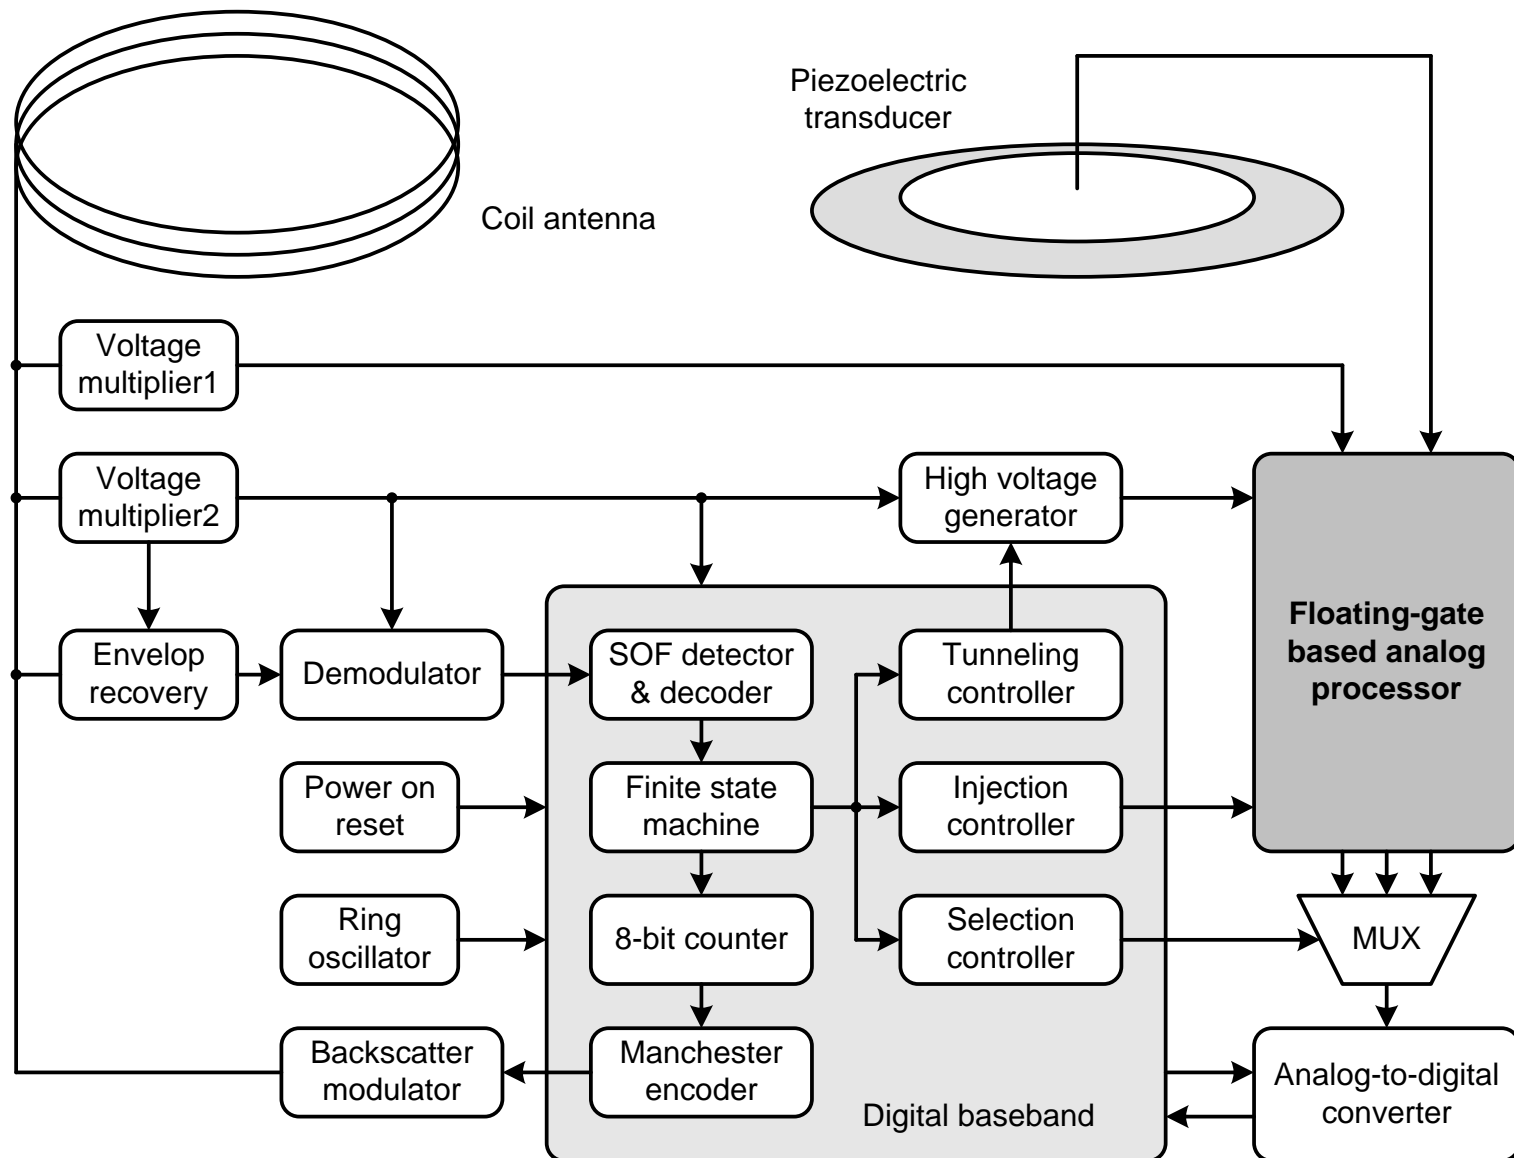 Piezoelectric
transducer
Coil antenna
Voltage
multiplier1
Voltage
multiplier2
High voltage
generator
Envelop
recovery
Demodulator
SOF detector
& decoder
Tunneling
controller
Floating-gate
based analog
processor
Power on
reset
Finite state
machine
Injection
controller
Ring
oscillator
8-bit counter
Selection
controller
MUX
Backscatter
modulator
Manchester
encoder
Digital baseband
Analog-to-digital
converter